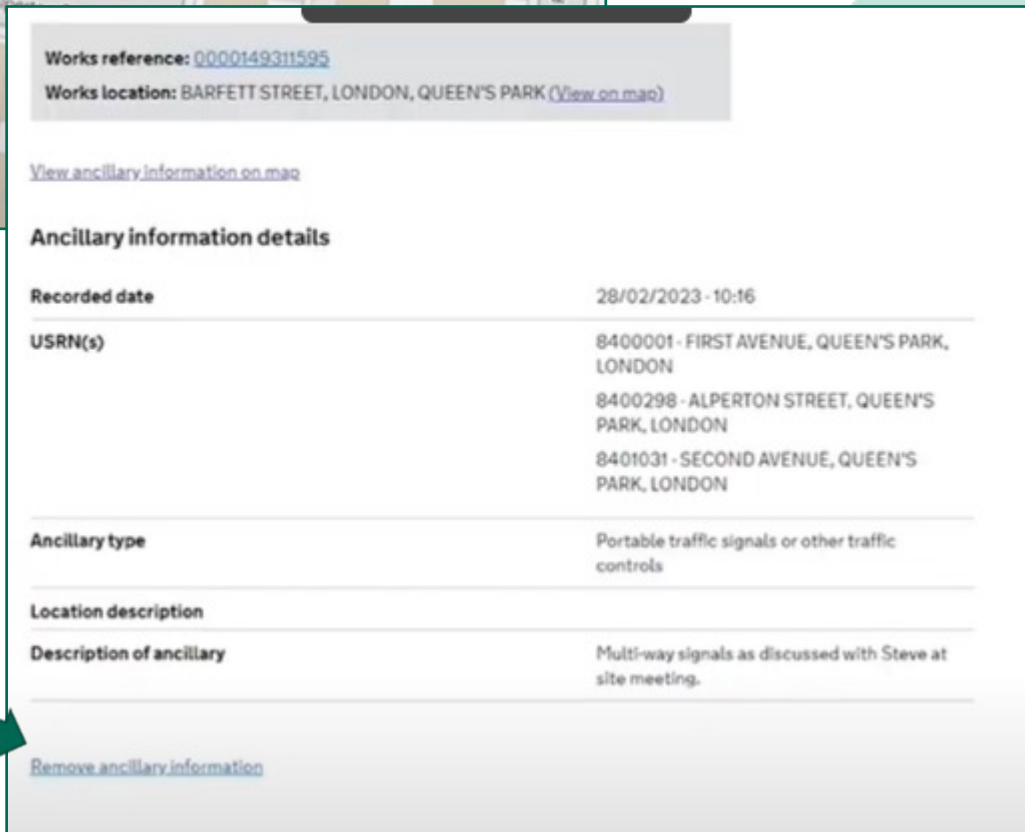 Works reference: 0000149311595
Works location: BARFETT STREET, LONDON, QUEEN'S PARK (View on map)
View ancillary information on map
Ancillary information details
Recorded date 28/02/2023 - 10:16
USRN(s) 8400001 - FIRST AVENUE, QUEEN'S PARK,
LONDON
8400298 - ALPERTON STREET, QUEEN'S
PARK, LONDON
8401031 - SECOND AVENUE, QUEEN'S
PARK, LONDON
Ancillary type Portable traffic signals or other traffic
controls
Location description
Description of ancillary Multi-way signals as discussed with Steve at
site meeting.
Remove ancillary information